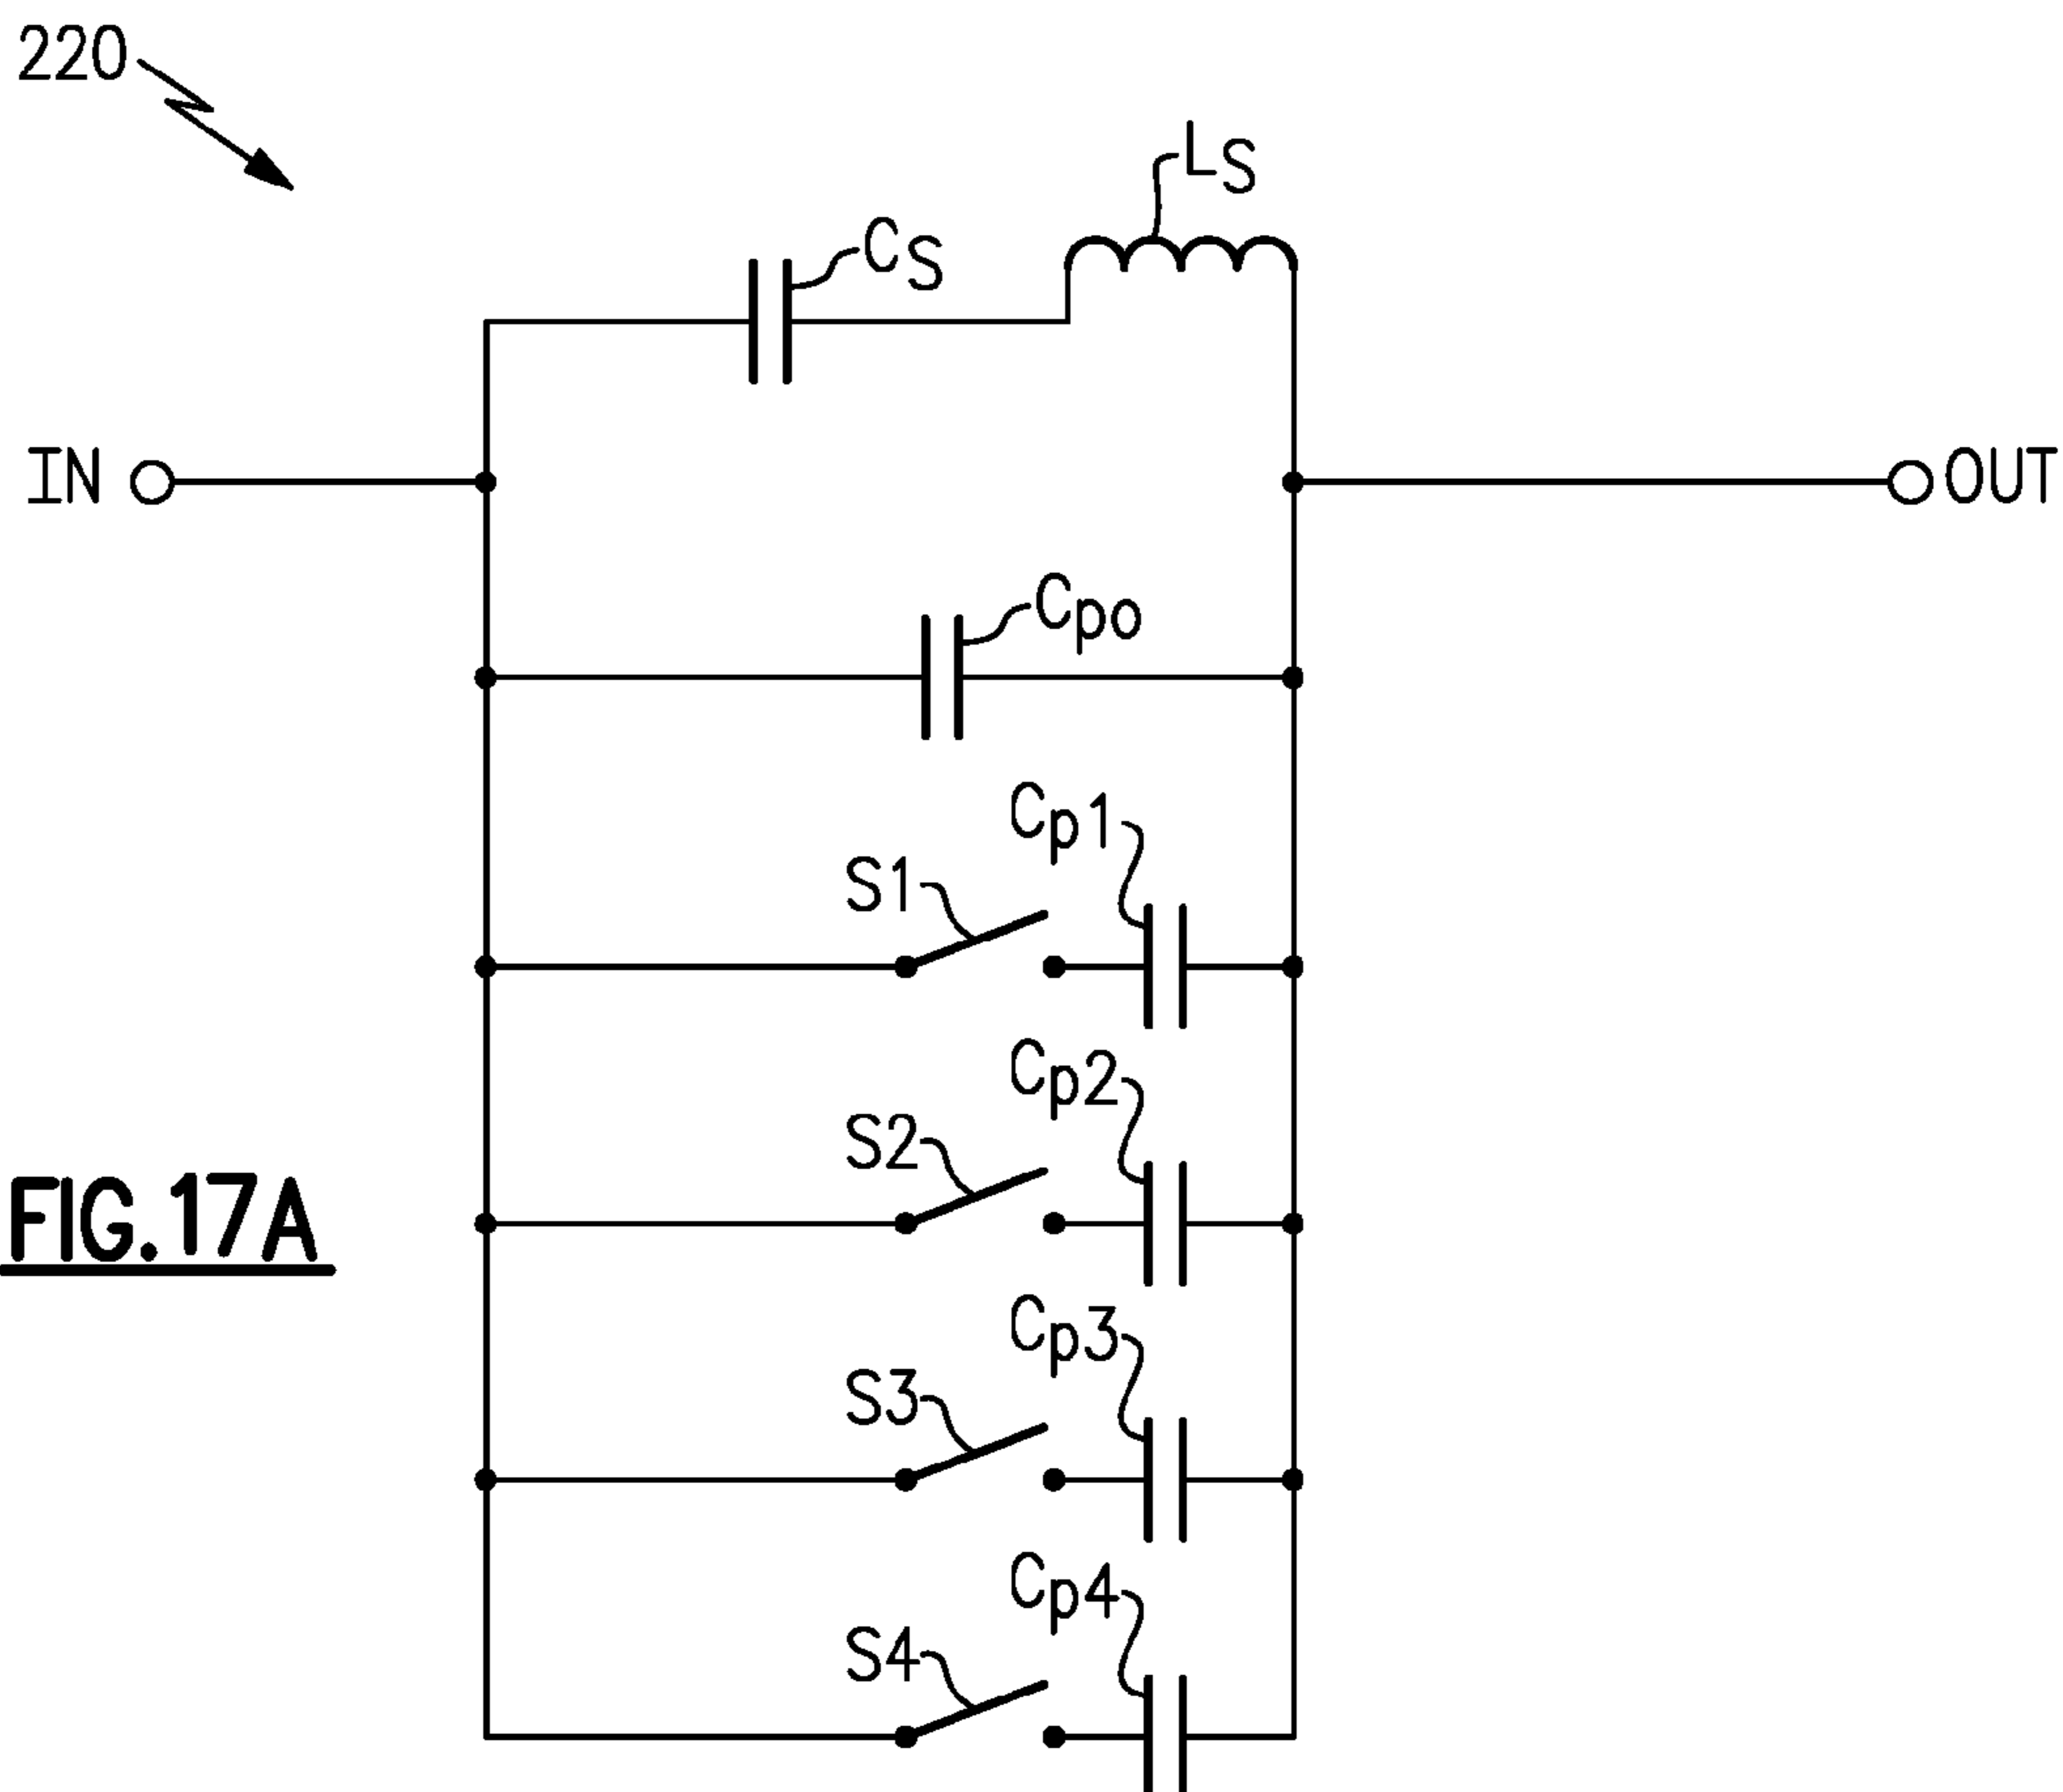 220
LS
CS
IN
OUT
Cpo
Cp1
S1
Cp2
S2
FIG.17A
Cp3
S3
Cp4
S4